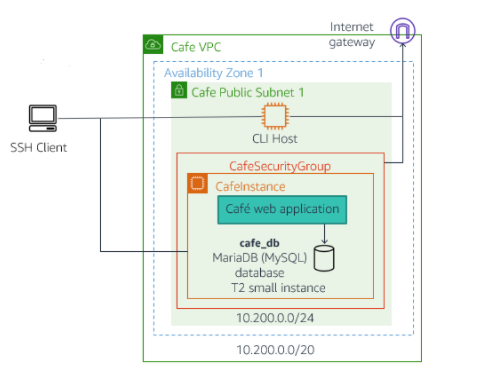 Internet
gateway
Cafe VPC
Availability Zone 1
Cafe Public Subnet 1
SSH Client
CLI Host
CafeSecurityGroup
CafeInstance
Café web application
cafe_db
MariaDB (MySQL)
database
T2 small instance
10.200.0.0/24
10.200.0.0/20